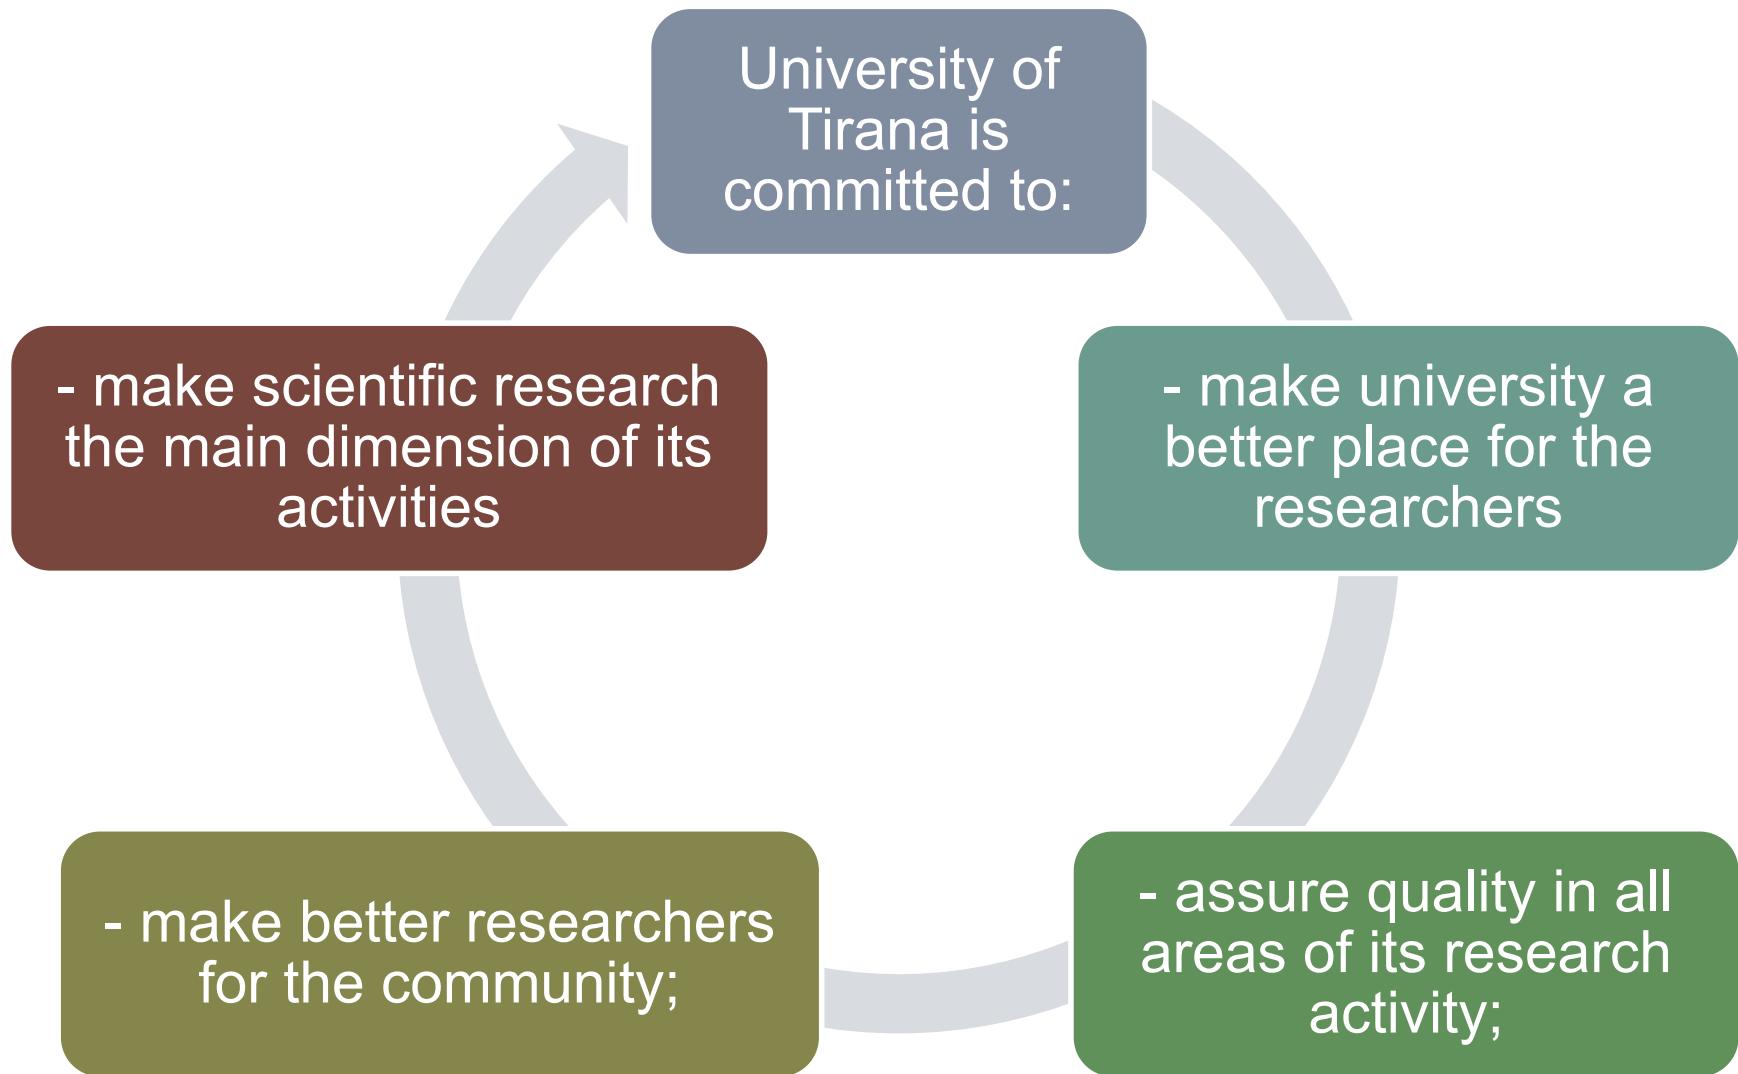 University of
Tirana is
committed to:
- make university a
better place for the
researchers
- assure quality in all
areas of its research
activity;
- make better researchers
for the community;
- make scientific research
the main dimension of its
activities